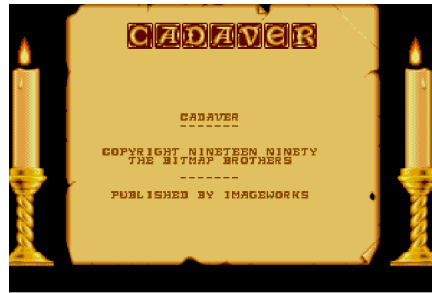 CADAVER
CADAVER
-------
COPYRIGHT NINETEEN NINETY
THE BITMAP BROTHERS
-------
PUBLISHED BY IMAGEWORKS